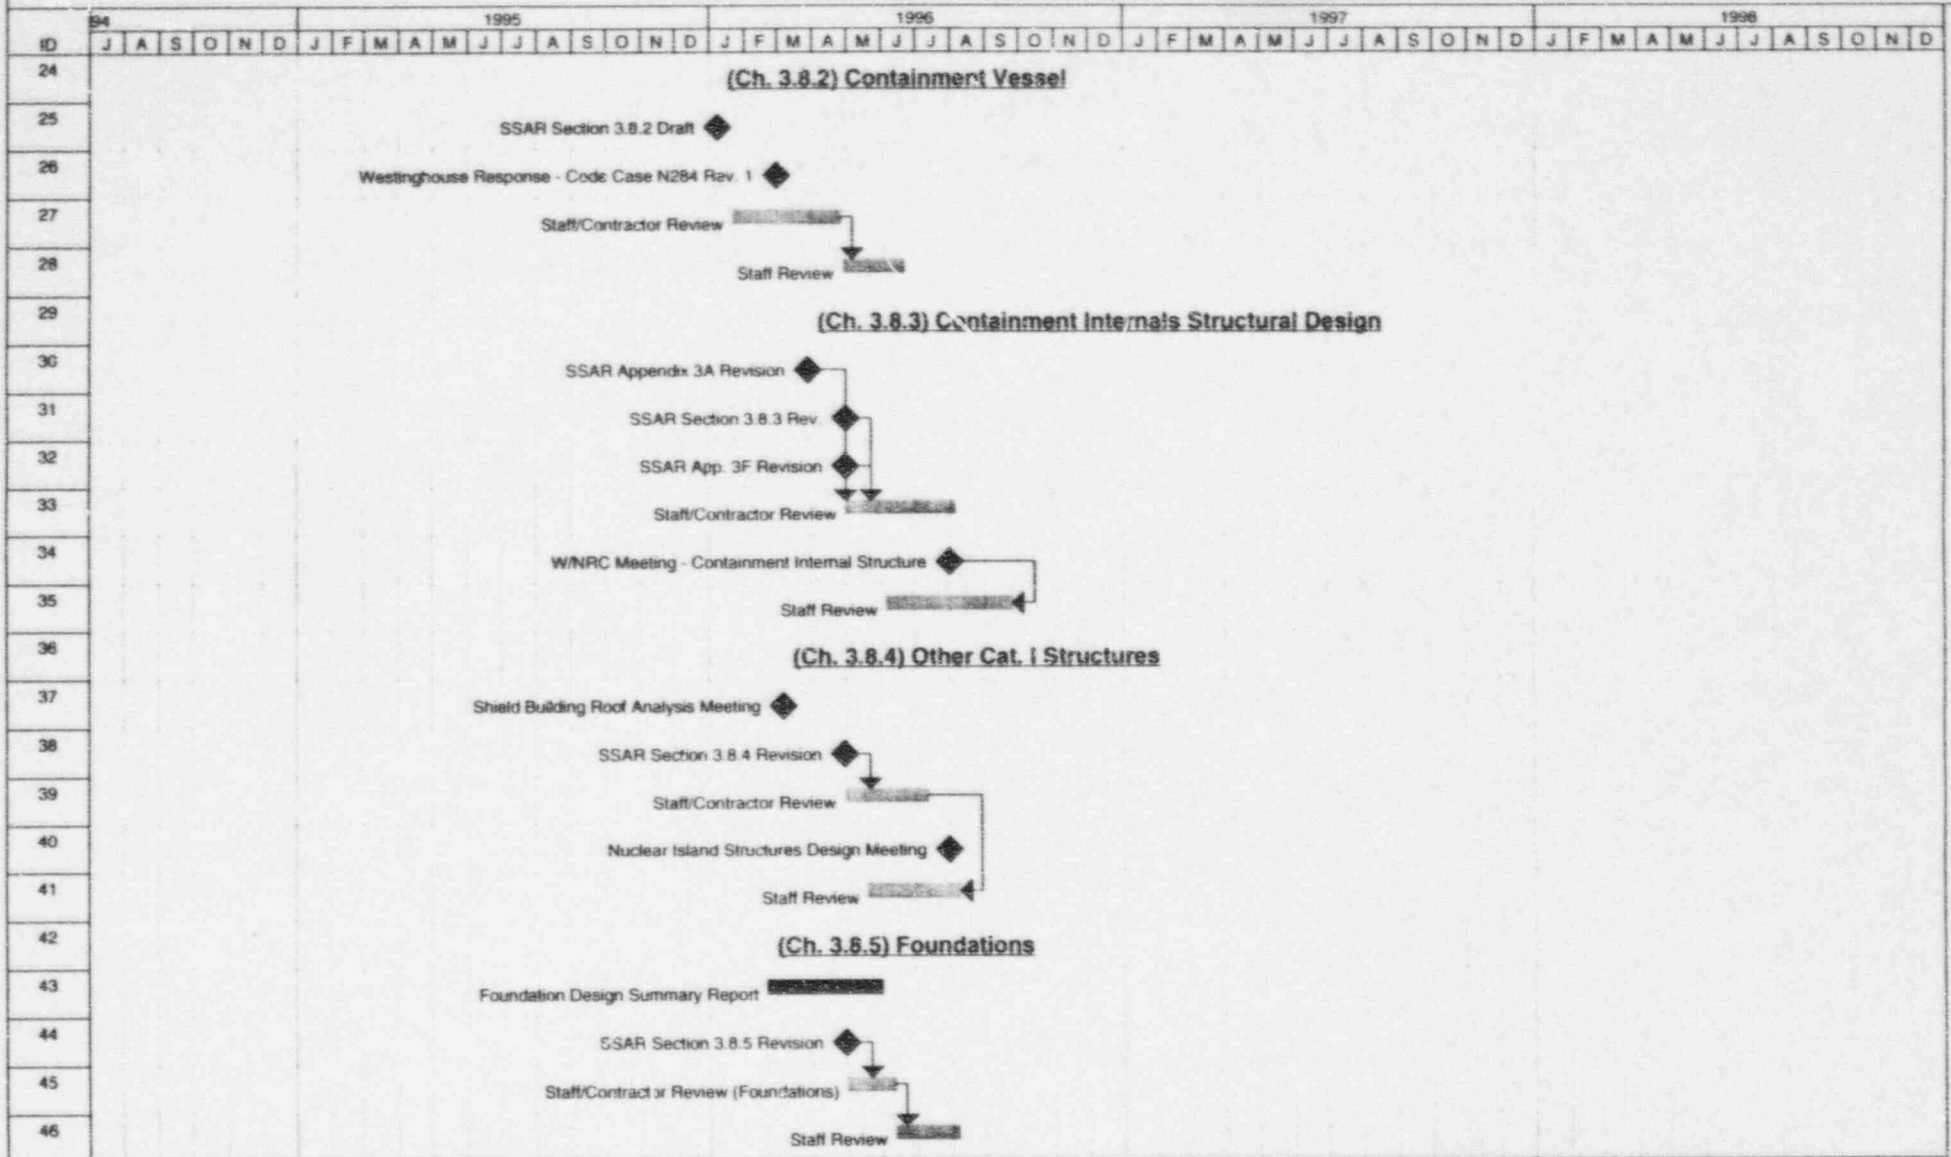 94 1995 1996 1997 1998
ID J A S O N D J F M A M J J A S O N D J F M A M J J A S O N D J F M A M J J A S O N D J F M A M J J A S O N D
24 (Ch. 3.8.2) Containment Vessel
25 SSAR Section 3.8.2 Draft
26 Westinghouse Response - Code Case N284 Rev. 1
27 Staff/Contractor Review
28 Staff Review
29 (Ch. 3.8.3) Containment Internals Structural Design
30 SSAR Appendix 3A Revision
31 SSAR Section 3.8.3 Rev.
32 SSAR App. 3F Revision
33 Staff/Contractor Review
34 W/NRC Meeting - Containment Internal Structure
35 Staff Review
36 (Ch. 3.8.4) Other Cat. I Structures
37 Shield Building Roof Analysis Meeting
38 SSAR Section 3.8.4 Revision
39 Staff/Contractor Review
40 Nuclear Island Structures Design Meeting
41 Staff Review
42 (Ch. 3.8.5) Foundations
43 Foundation Design Summary Report
44 SSAR Section 3.8.5 Revision
45 Staff/Contractor Review (Foundations)
46 Staff Review